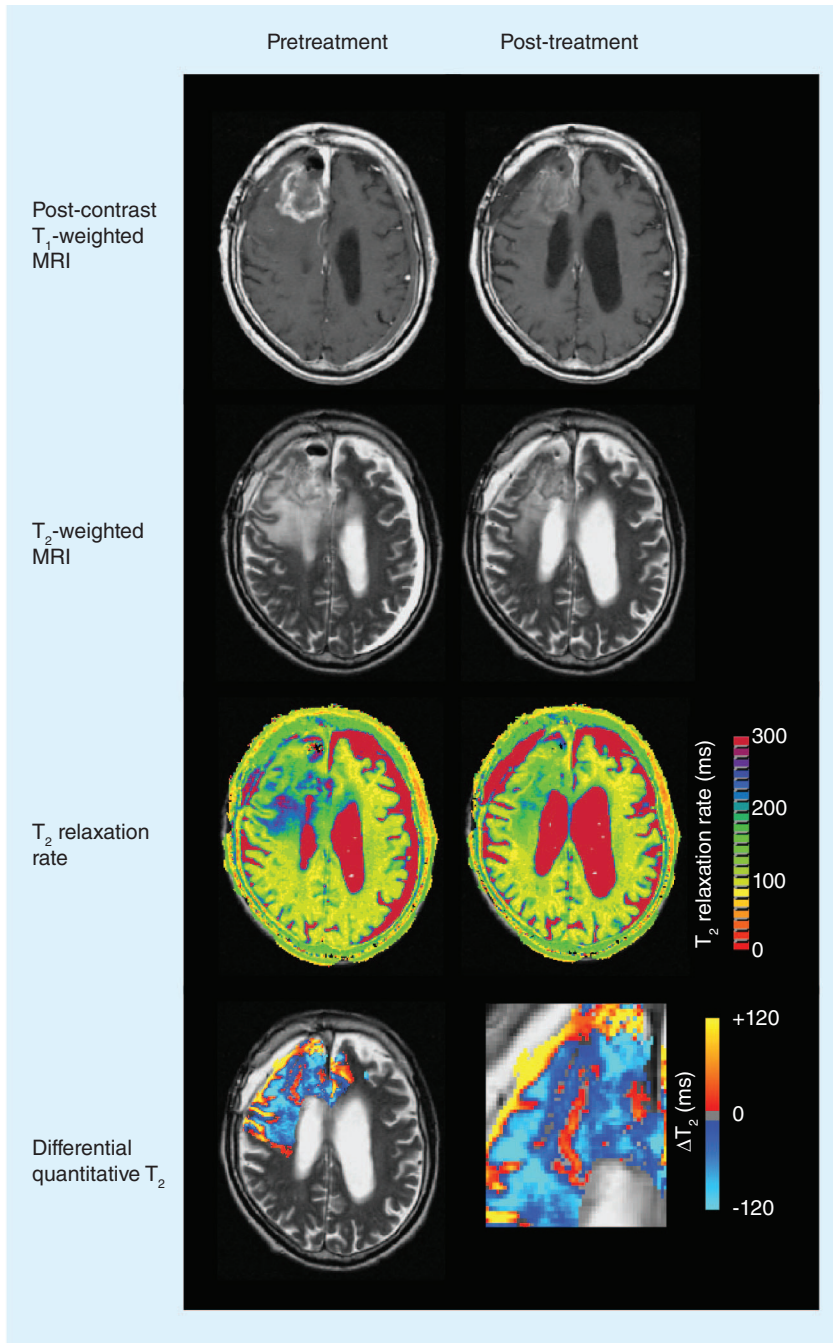 Pretreatment Post-treatment
Post-contrast
T₁-weighted
MRI
T₂-weighted
MRI
T₂ relaxation
rate
T₂ relaxation rate (ms)
300
200
100
0
Differential
quantitative T₂
ΔT₂ (ms)
+120
0
-120